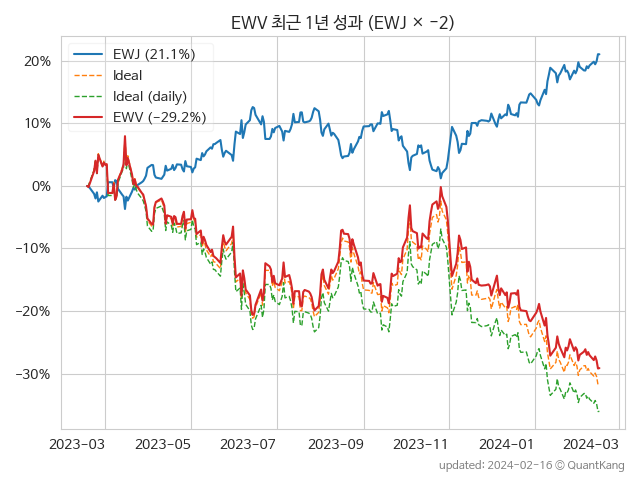 EWV 최근 1년 성과 (EWJ × −2)
EWJ (21.1%)
Ideal
Ideal (daily)
EWV (−29.2%)
20%
10%
0%
−10%
−20%
−30%
2023-03 2023-05 2023-07 2023-09 2023-11 2024-01 2024-03
updated: 2024-02-16 © QuantKang